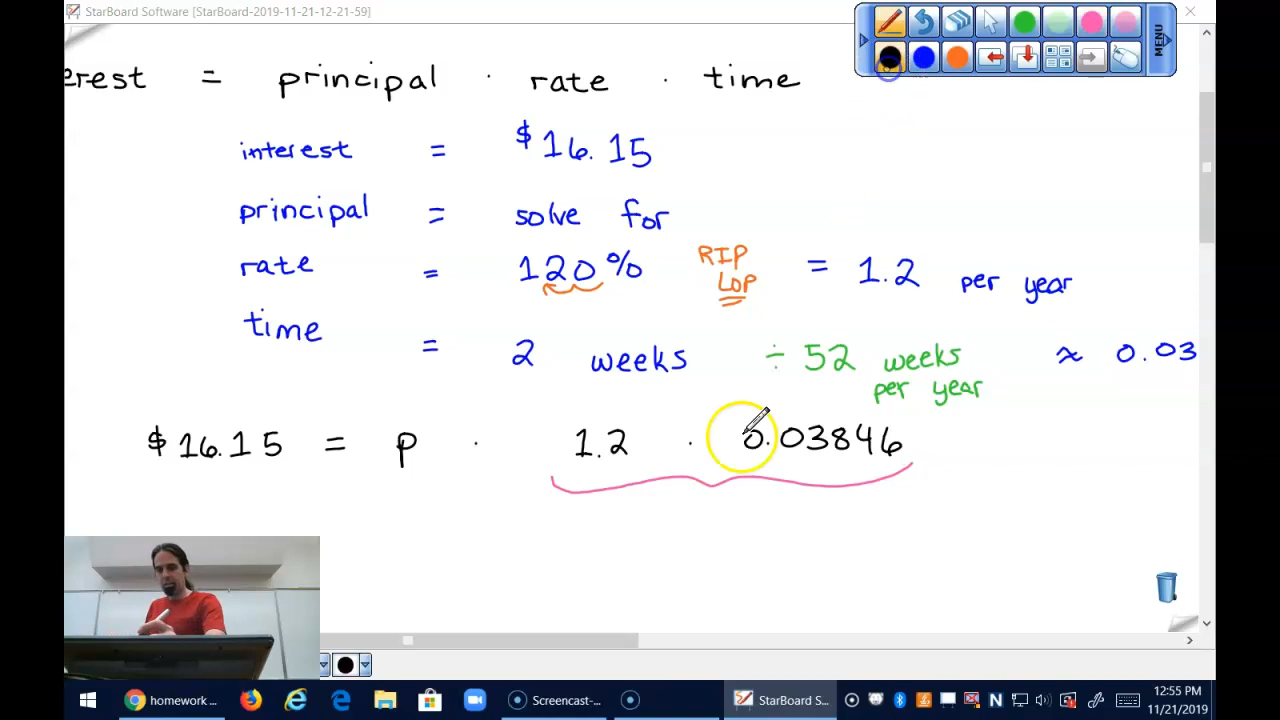 StarBoard Software [StarBoard-2019-11-21-12-21-59]
MENU
erest = principal · rate · time
interest = $16.15
principal = solve for
rate = 120% RIP LOP = 1.2 per year
time = 2 weeks ÷ 52 weeks per year ≈ 0.03
$16.15 = p · 1.2 · 0.03846
homework ...
Screencast-...
StarBoard S...
12:55 PM
11/21/2019